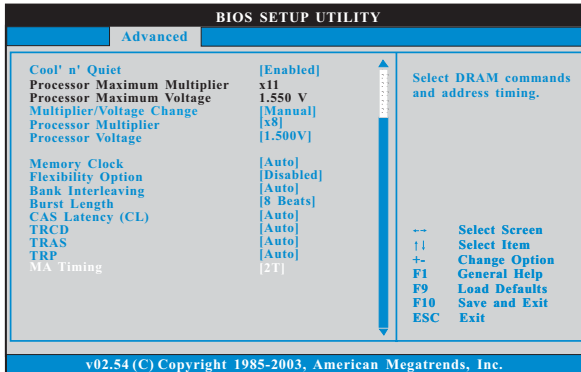 BIOS SETUP UTILITY
Advanced
Cool' n' Quiet [Enabled]
Processor Maximum Multiplier x11
Processor Maximum Voltage 1.550 V
Multiplier/Voltage Change [Manual]
Processor Multiplier [x8]
Processor Voltage [1.500V]
Memory Clock [Auto]
Flexibility Option [Disabled]
Bank Interleaving [Auto]
Burst Length [8 Beats]
CAS Latency (CL) [Auto]
TRCD [Auto]
TRAS [Auto]
TRP [Auto]
MA Timing [2T]
Select DRAM commands
and address timing.
←→ Select Screen
↑↓ Select Item
+- Change Option
F1 General Help
F9 Load Defaults
F10 Save and Exit
ESC Exit
v02.54 (C) Copyright 1985-2003, American Megatrends, Inc.